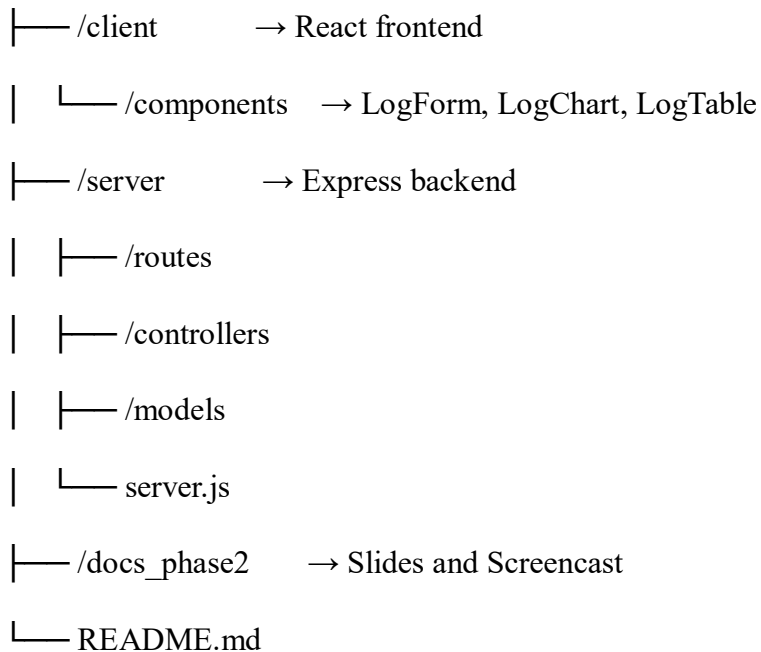 ├── /client → React frontend
│ └── /components → LogForm, LogChart, LogTable
├── /server → Express backend
│ ├── /routes
│ ├── /controllers
│ ├── /models
│ └── server.js
├── /docs_phase2 → Slides and Screencast
└── README.md